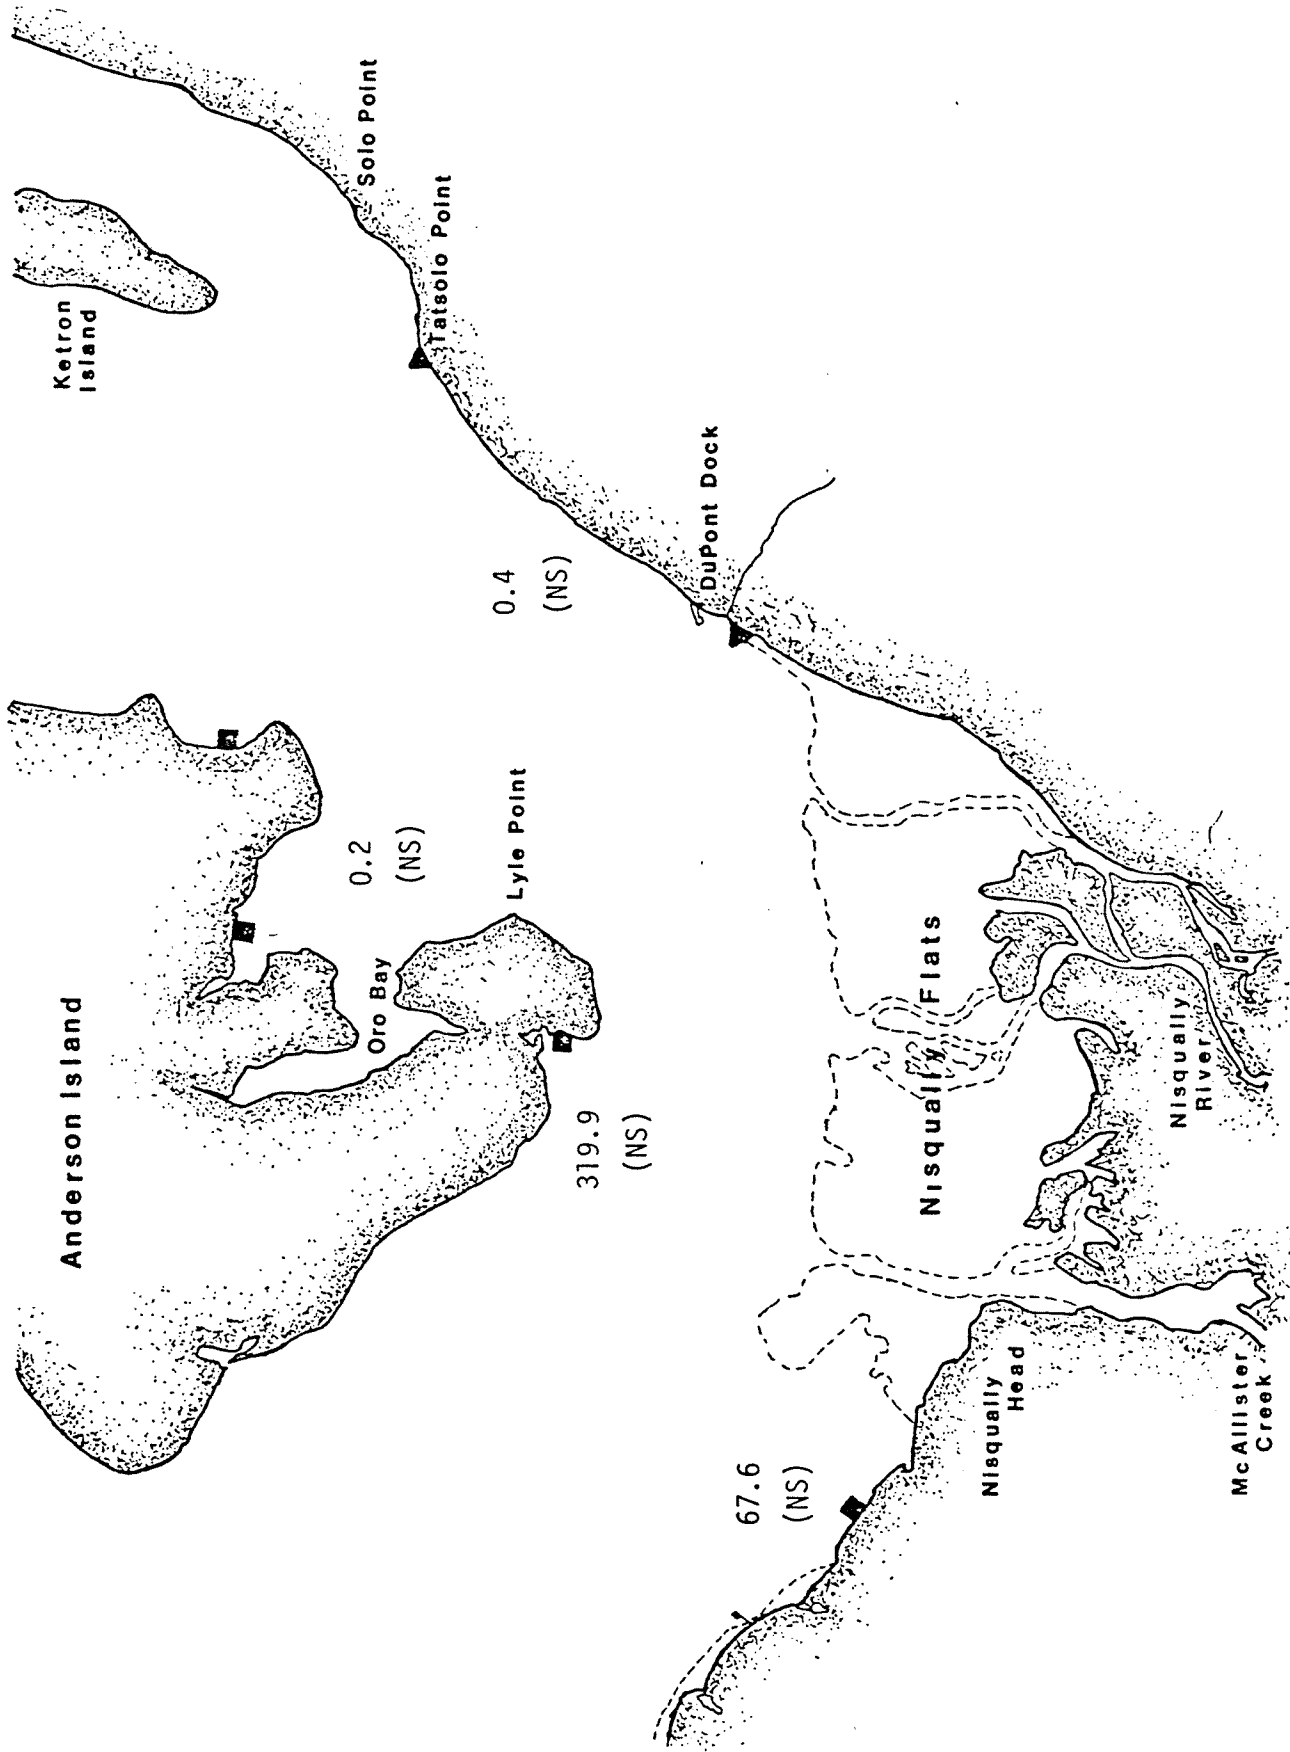 Ketron
Island
Solo Point
Tatsolo Point
DuPont Dock
0.4
(NS)
Anderson Island
0.2
(NS)
Lyle Point
Oro Bay
319.9
(NS)
Nisqually Flats
Nisqually
River
67.6
(NS)
Nisqually
Head
McAllister
Creek